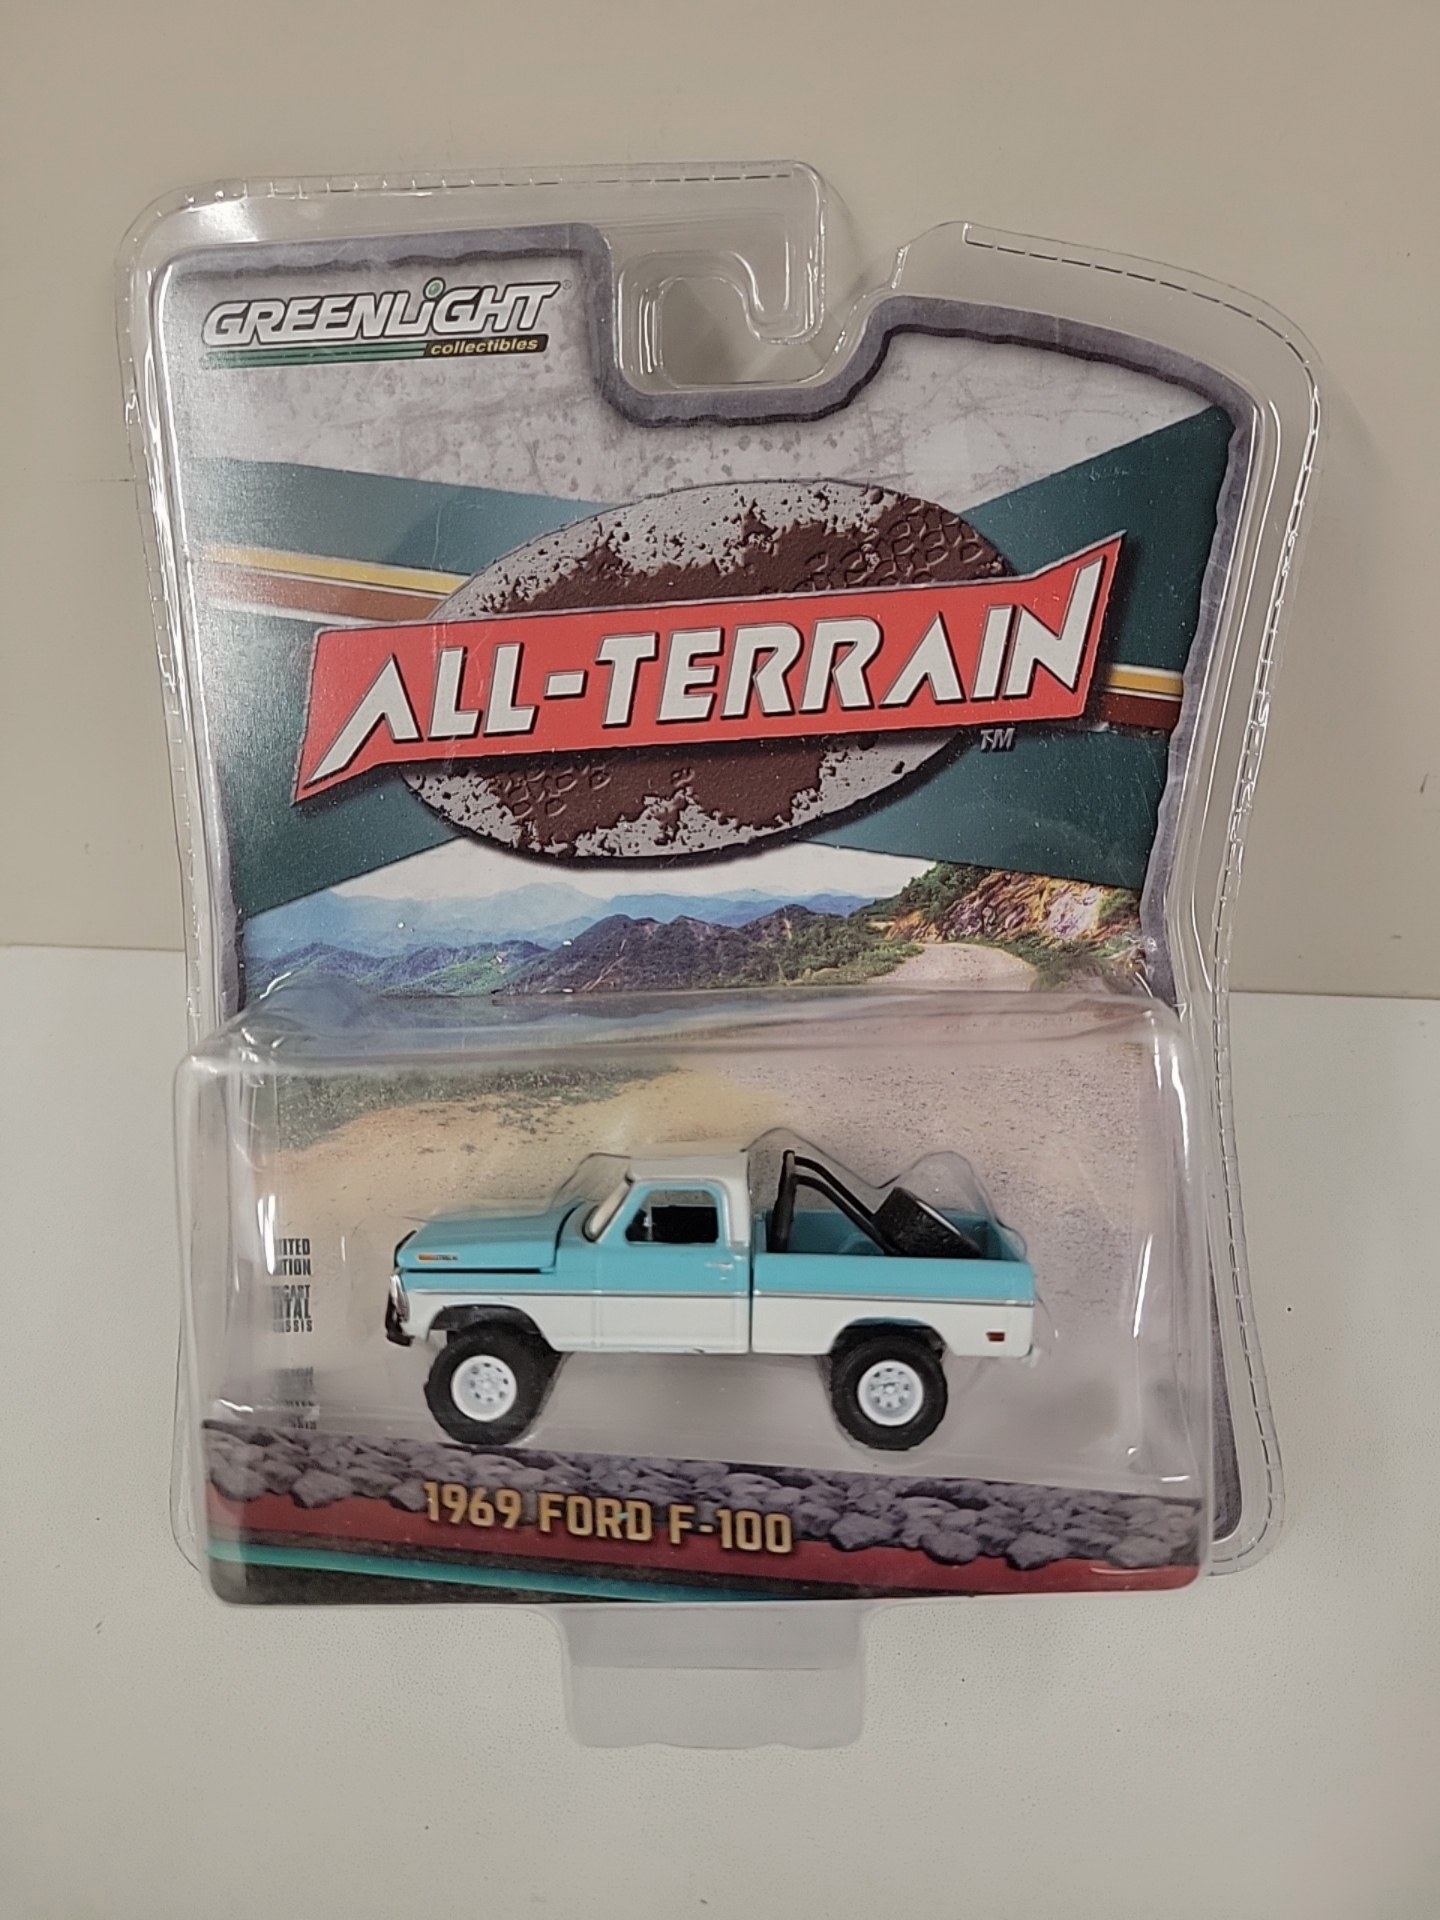 GREENLIGHT®
collectibles
ALL-TERRAIN
TM
1969 FORD F-100